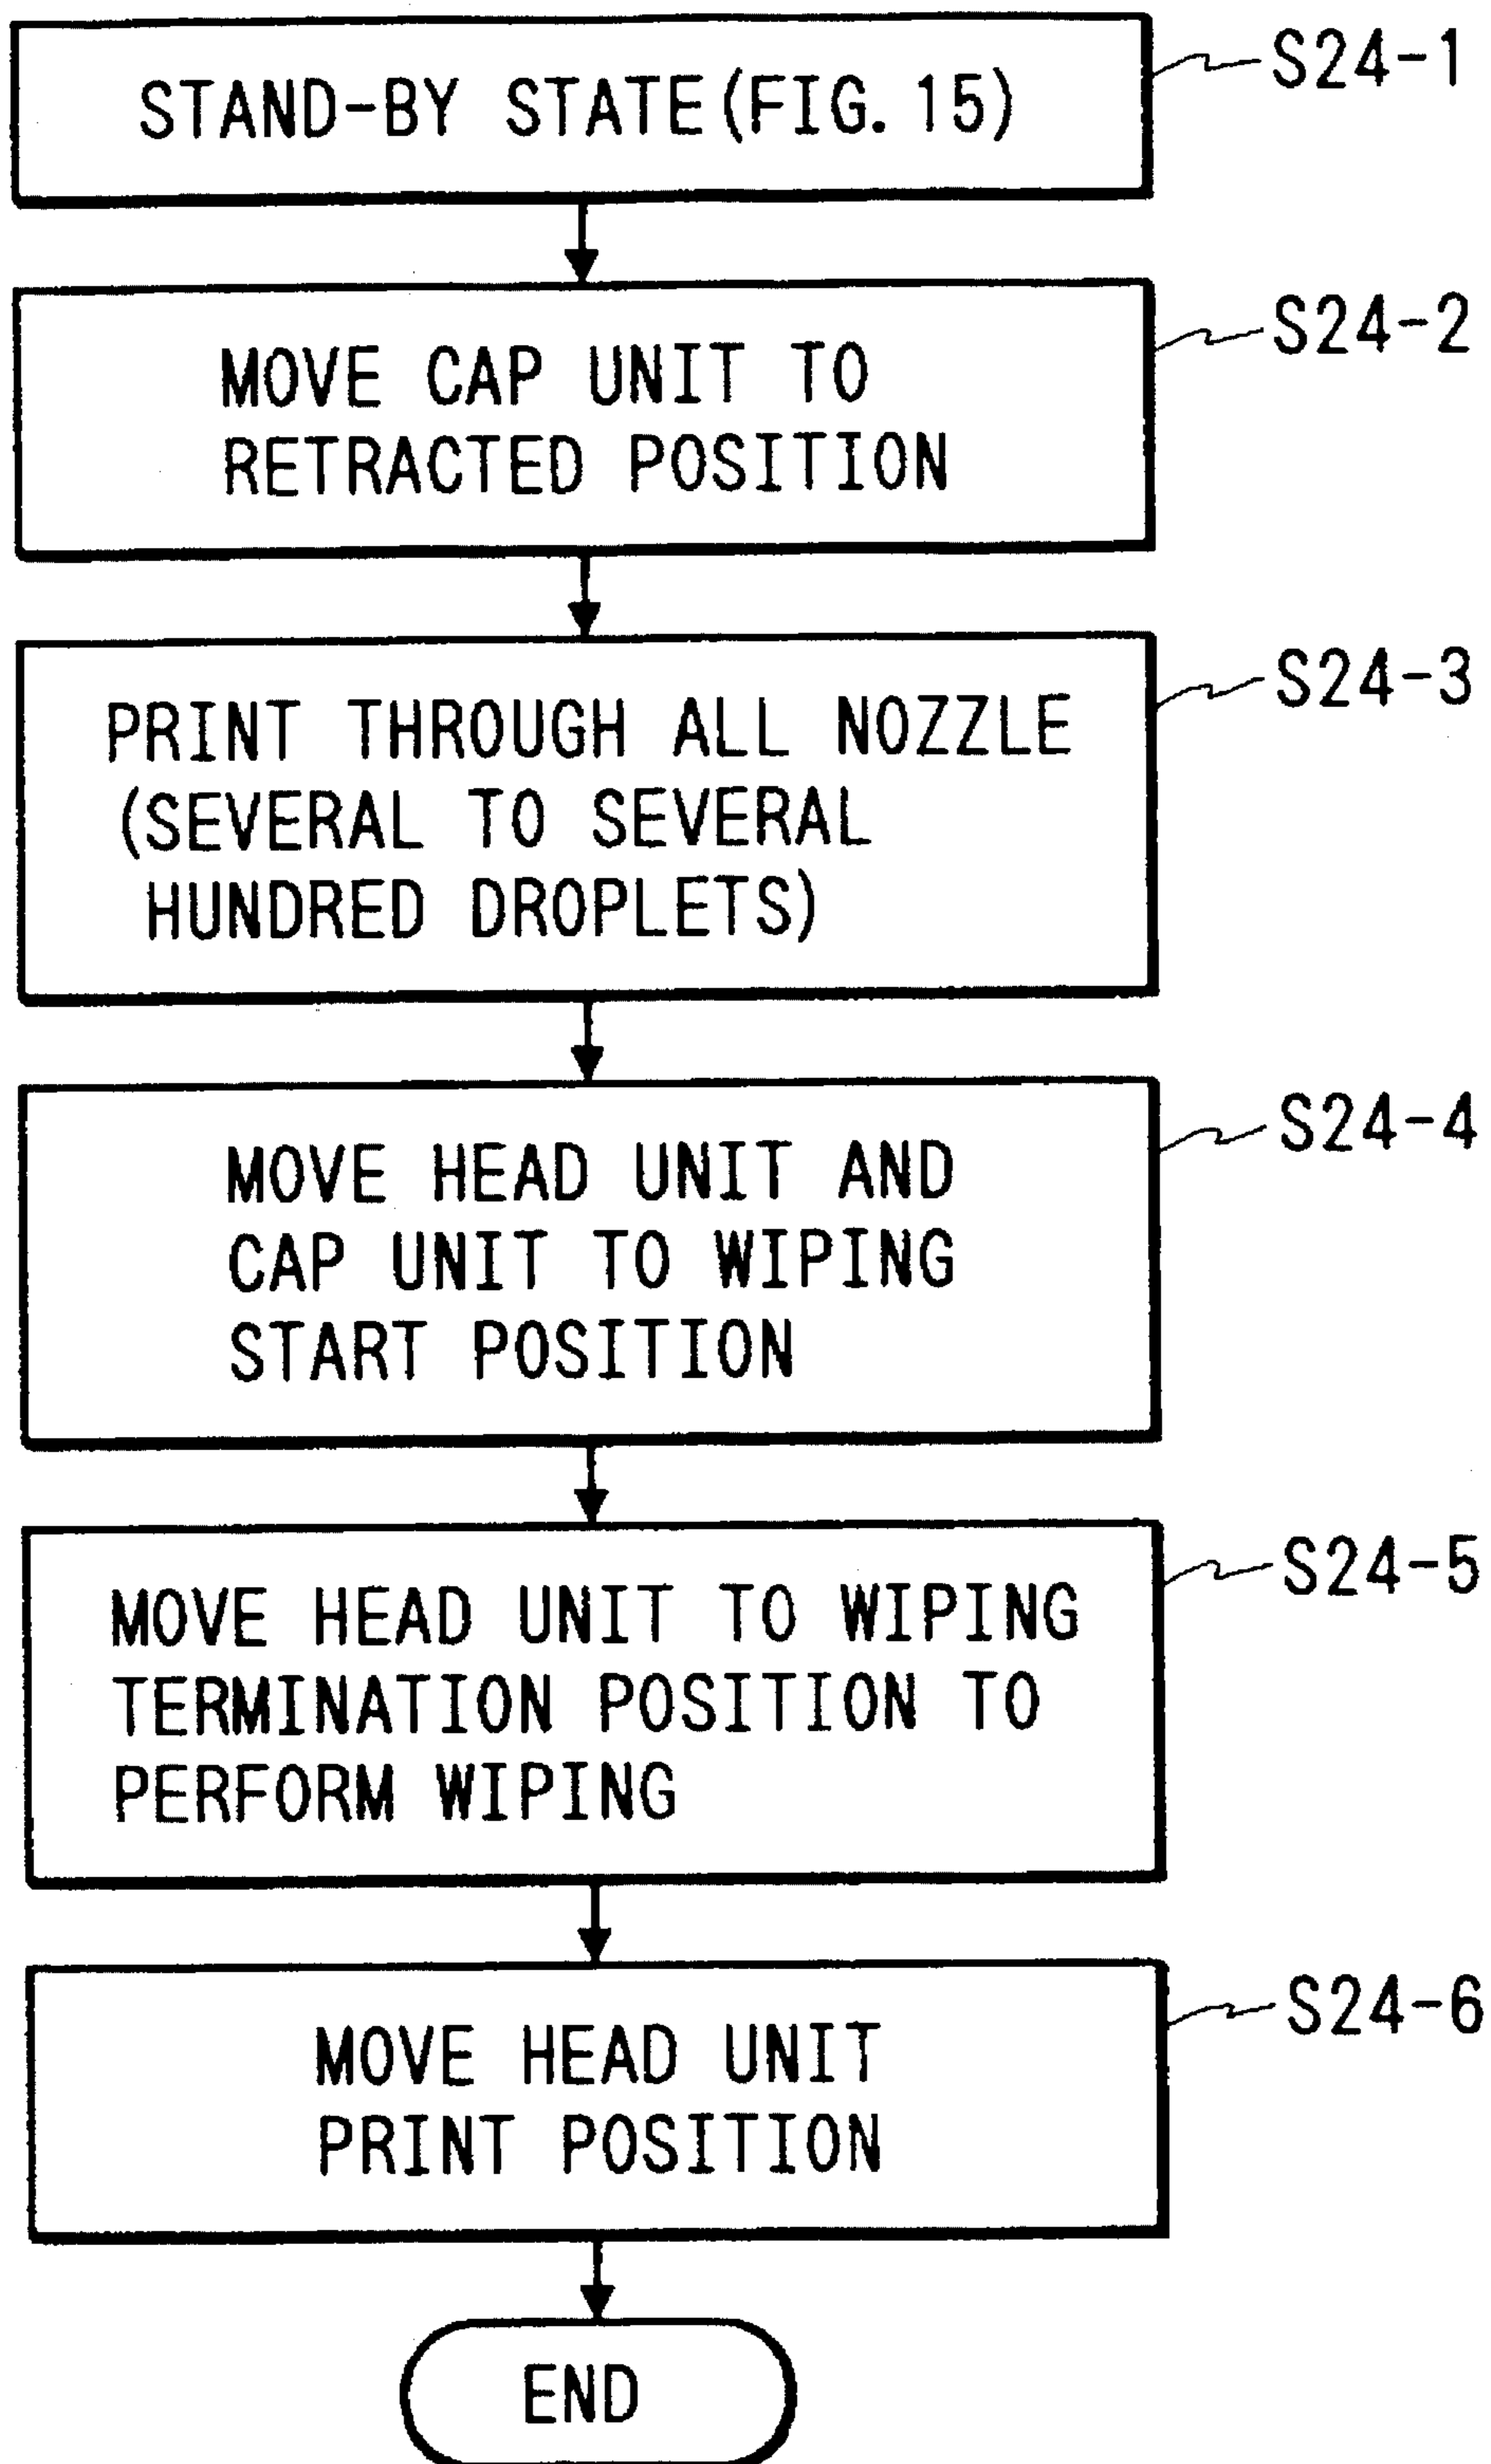 STAND-BY STATE(FIG. 15)
S24-1
MOVE CAP UNIT TO
RETRACTED POSITION
S24-2
PRINT THROUGH ALL NOZZLE
(SEVERAL TO SEVERAL
HUNDRED DROPLETS)
S24-3
MOVE HEAD UNIT AND
CAP UNIT TO WIPING
START POSITION
S24-4
MOVE HEAD UNIT TO WIPING
TERMINATION POSITION TO
PERFORM WIPING
S24-5
MOVE HEAD UNIT
PRINT POSITION
S24-6
END